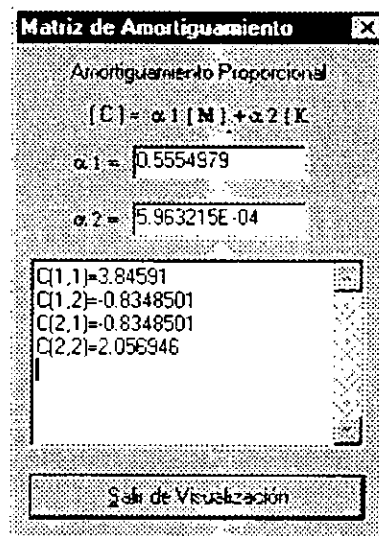 Matriz de Amortiguamiento
Amortiguamiento Proporcional
[C]= α1[M]+α2[K
α1= 0.5554979
α2= 5.963215E-04
C(1,1)=3.84591
C(1,2)=-0.8348501
C(2,1)=-0.8348501
C(2,2)=2.056946
Salir de Visualización